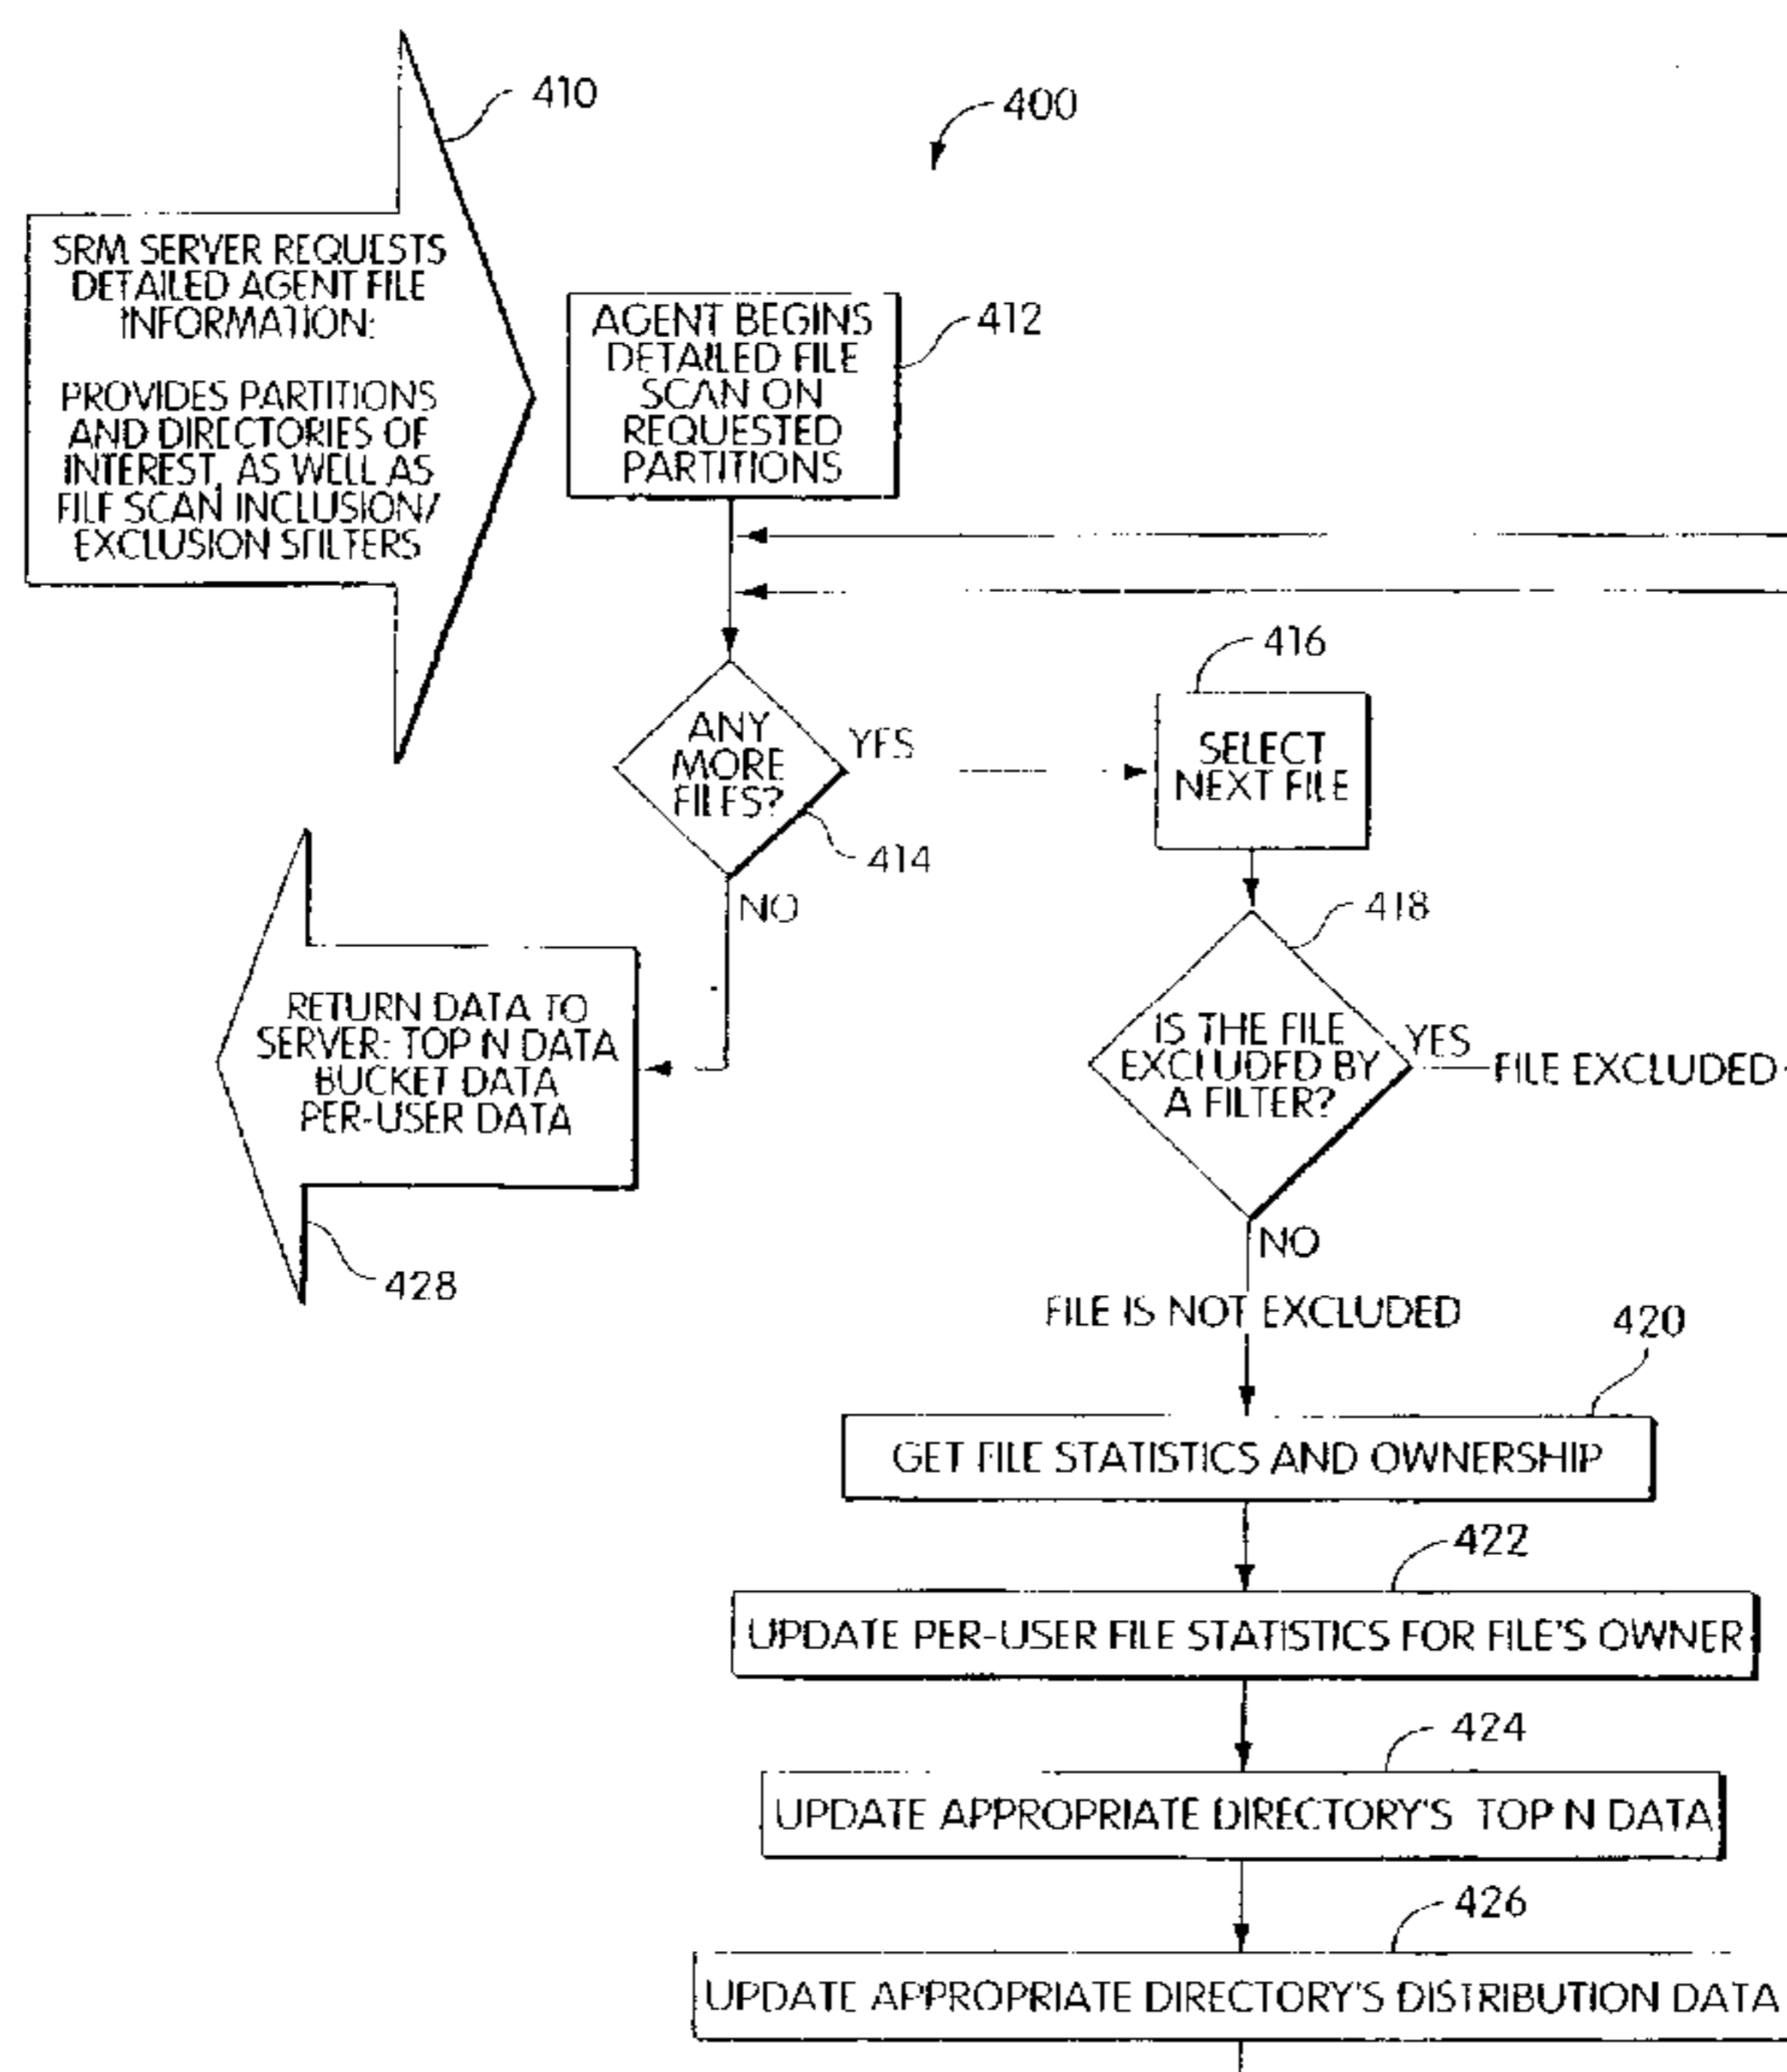 410
400
SRM SERVER REQUESTS
DETAILED AGENT FILE
INFORMATION:
PROVIDES PARTITIONS
AND DIRECTORIES OF
INTEREST, AS WELL AS
FILE SCAN INCLUSION/
EXCLUSION SFILTERS
AGENT BEGINS
DETAILED FILE
SCAN ON
REQUESTED
PARTITIONS
412
416
ANY
MORE
FILES?
YES
414
NO
SELECT
NEXT FILE
418
RETURN DATA TO
SERVER: TOP N DATA
BUCKET DATA
PER-USER DATA
428
IS THE FILE
EXCLUDED BY
A FILTER?
YES
FILE EXCLUDED
NO
FILE IS NOT EXCLUDED
420
GET FILE STATISTICS AND OWNERSHIP
422
UPDATE PER-USER FILE STATISTICS FOR FILE'S OWNER
424
UPDATE APPROPRIATE DIRECTORY'S TOP N DATA
426
UPDATE APPROPRIATE DIRECTORY'S DISTRIBUTION DATA